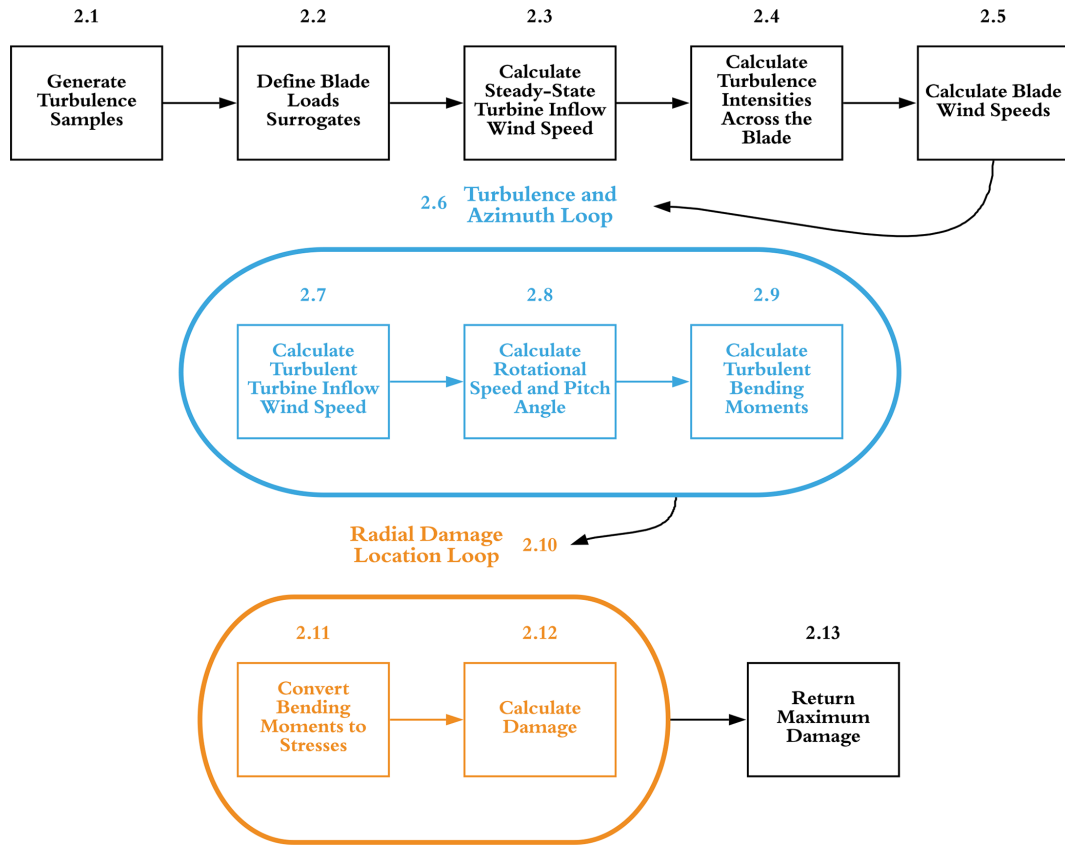 2.1
2.2
2.3
2.4
2.5
Generate
Turbulence
Samples
Define Blade
Loads
Surrogates
Calculate
Steady-State
Turbine Inflow
Wind Speed
Calculate
Turbulence
Intensities
Across the
Blade
Calculate Blade
Wind Speeds
2.6
Turbulence and
Azimuth Loop
2.7
2.8
2.9
Calculate
Turbulent
Turbine Inflow
Wind Speed
Calculate
Rotational
Speed and Pitch
Angle
Calculate
Turbulent
Bending
Moments
Radial Damage
Location Loop
2.10
2.11
2.12
2.13
Convert
Bending
Moments to
Stresses
Calculate
Damage
Return
Maximum
Damage